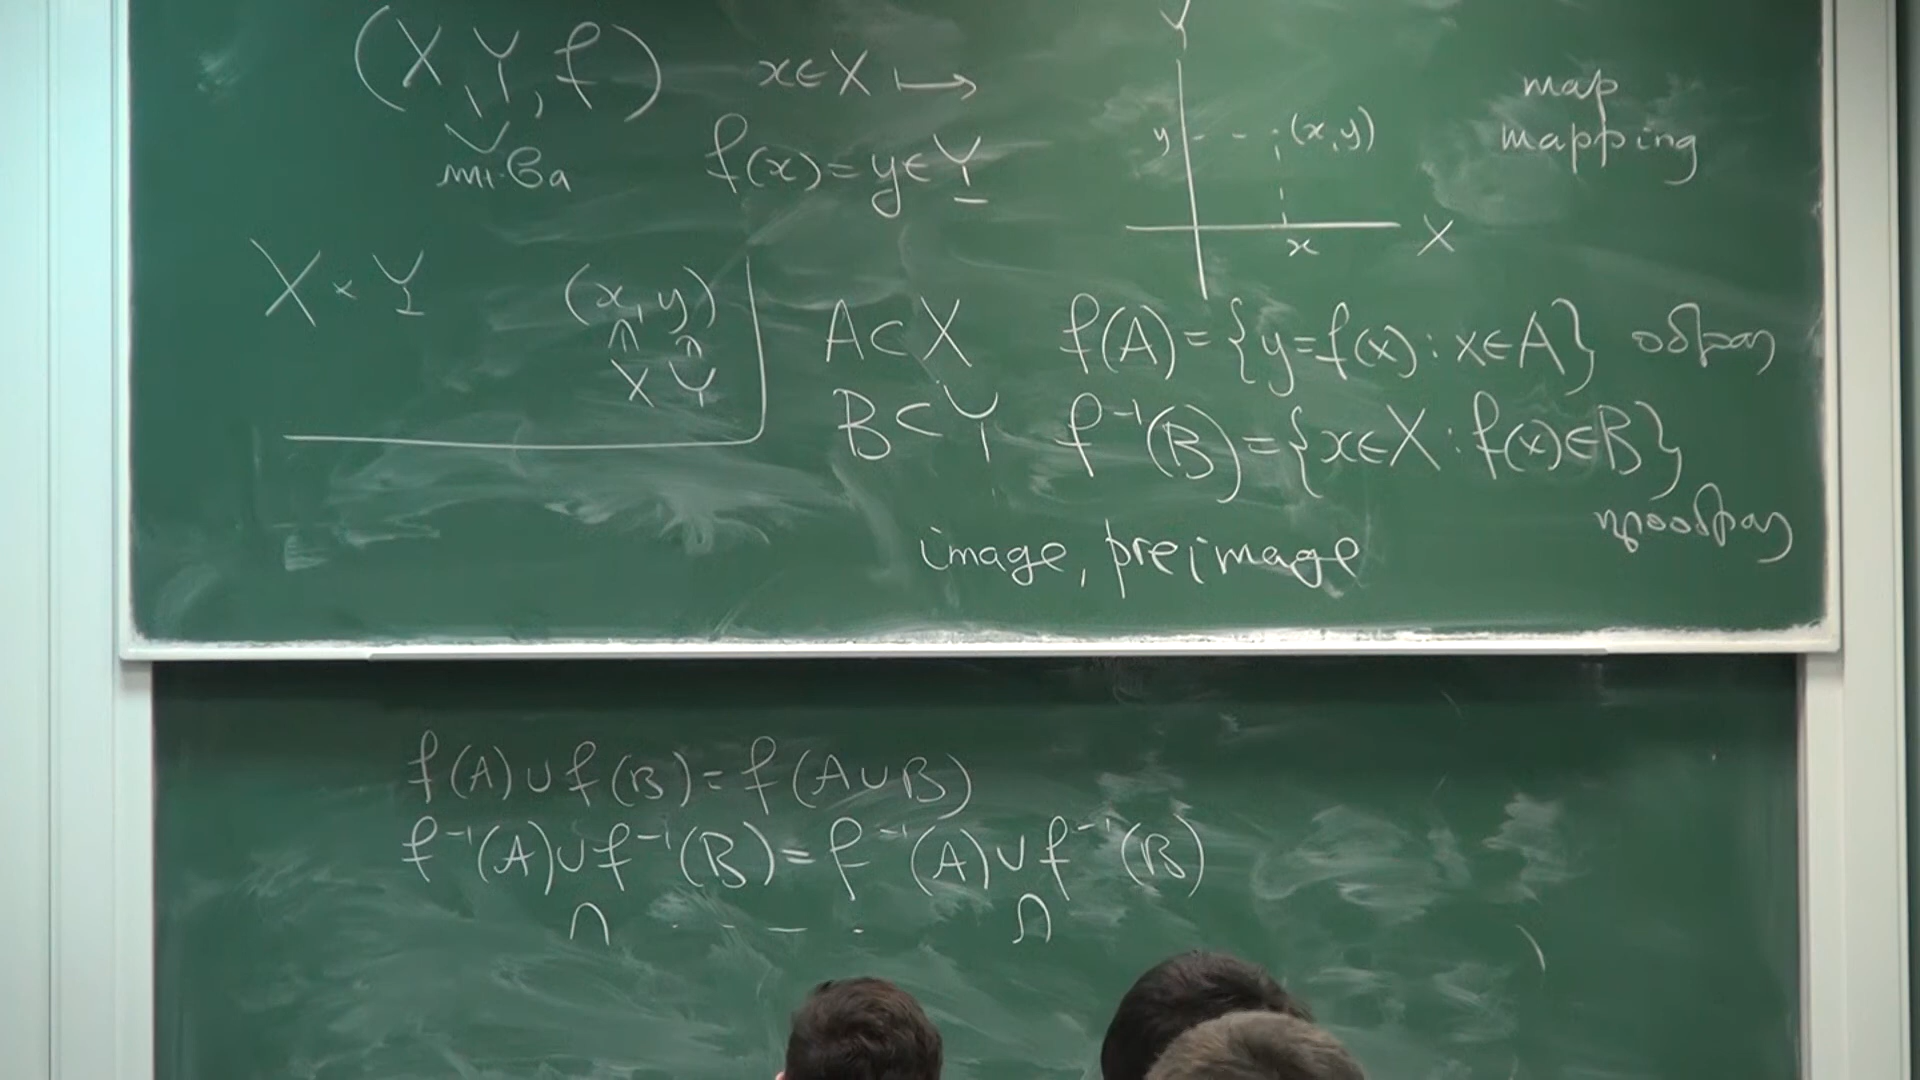 (X, Y, f)
мн-ва
x∈X ↦
f(x)=y∈Y
Y
y (x,y)
x X
map
mapping
X × Y (x,y)
∩ ∩
X Y
A⊂X f(A)={y=f(x): x∈A} образ
B⊂Y f⁻¹(B)={x∈X: f(x)∈B}
прообраз
image, preimage
f(A)∪f(B)=f(A∪B)
f⁻¹(A)∪f⁻¹(B)=f⁻¹(A)∪f⁻¹(B)
∩ . - — . ∩